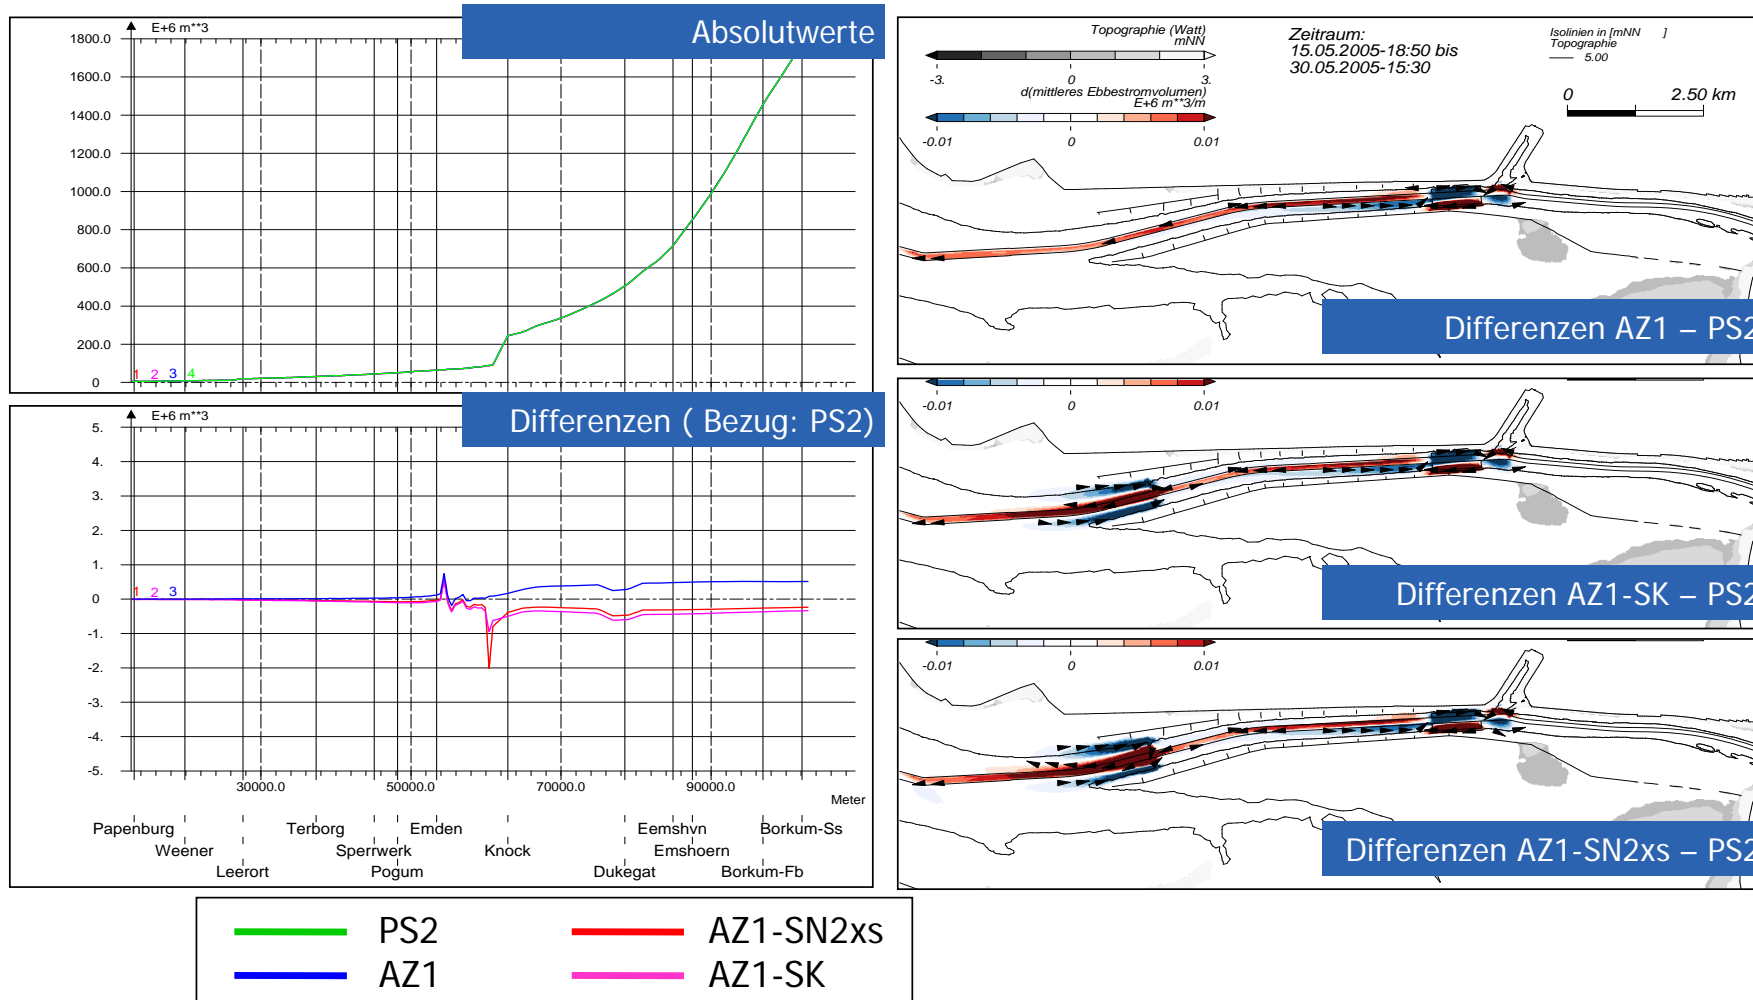 E+6 m**3
Absolutwerte
1800.0
1600.0
1400.0
1200.0
1000.0
800.0
600.0
400.0
200.0
0
1 2 3 4
E+6 m**3
Differenzen ( Bezug: PS2)
5.
4.
3.
2.
1.
0
-1.
-2.
-3.
-4.
-5.
1 2 3
30000.0 50000.0 70000.0 90000.0
Meter
Papenburg Terborg Emden Eemshvn Borkum-Ss
Weener Sperrwerk Knock Emshoern
Leerort Pogum Dukegat Borkum-Fb
PS2 AZ1-SN2xs
AZ1 AZ1-SK
Topographie (Watt)
mNN
-3. 0 3.
d(mittleres Ebbestromvolumen)
E+6 m**3/m
-0.01 0 0.01
Zeitraum:
15.05.2005-18:50 bis
30.05.2005-15:30
Isolinien in [mNN ]
Topographie
5.00
0 2.50 km
Differenzen AZ1 – PS2
-0.01 0 0.01
Differenzen AZ1-SK – PS2
-0.01 0 0.01
Differenzen AZ1-SN2xs – PS2